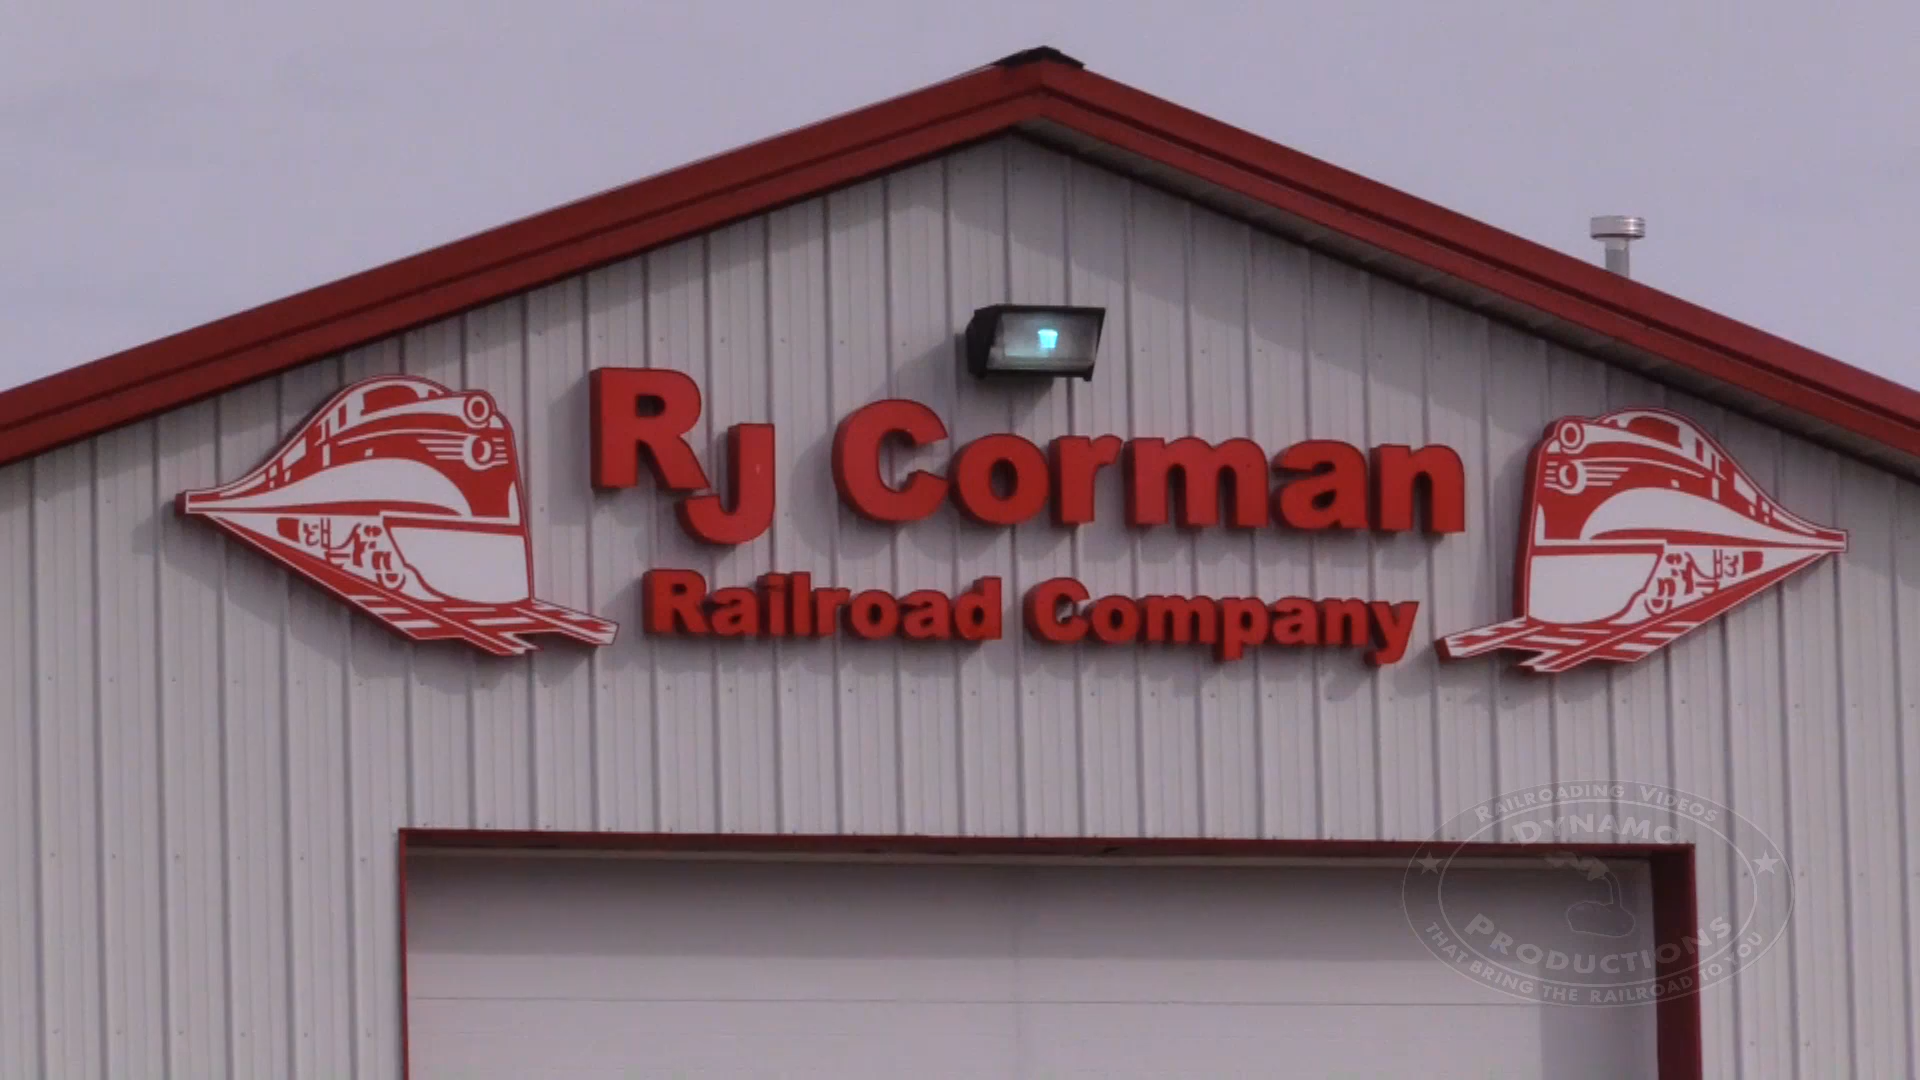 RJ Corman
Railroad Company
RAILROADING VIDEOS
DYNAMO
PRODUCTIONS
THAT BRING THE RAILROAD TO YOU